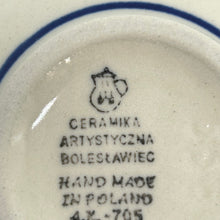 CERAMIKA
ARTYSTYCZNA
BOLESŁAWIEC
HAND MADE
IN POLAND